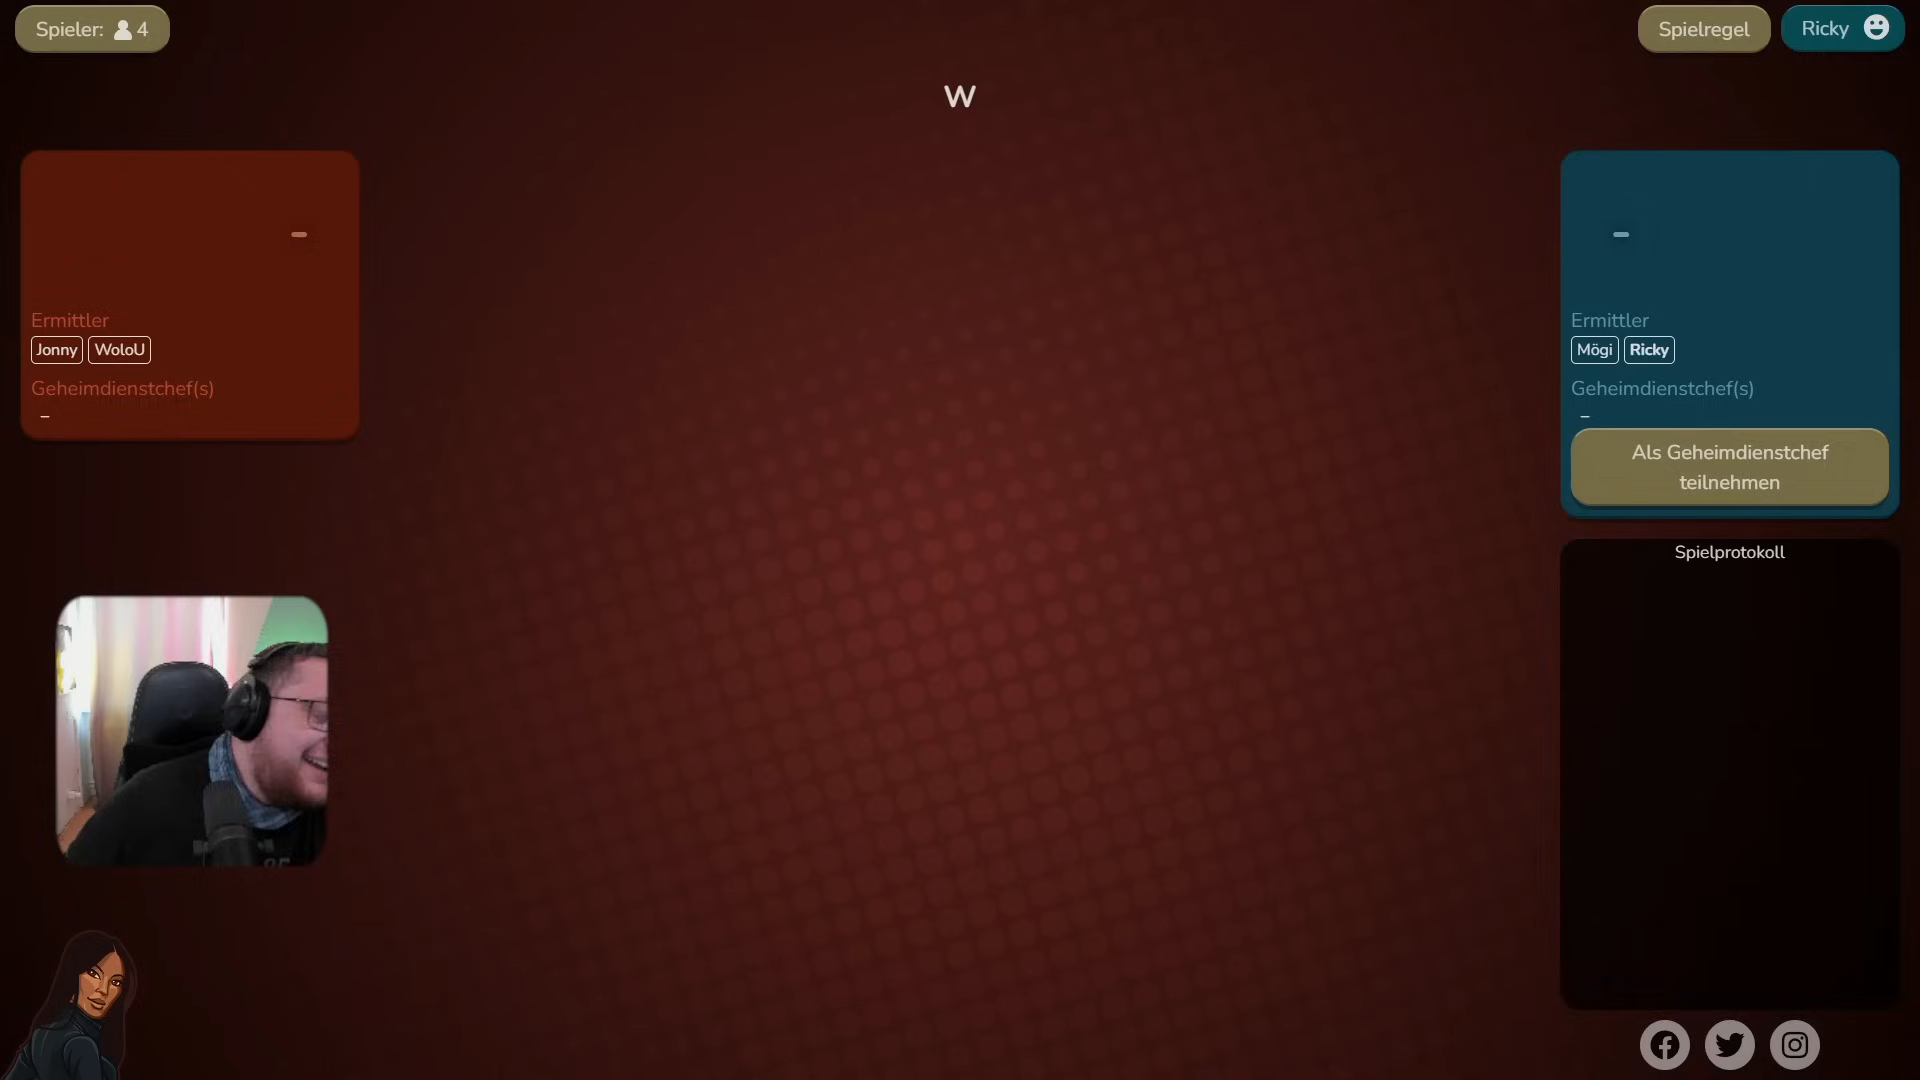 Spieler: 4
Spielregel
Ricky
W
-
Ermittler
Jonny WoloU
Geheimdienstchef(s)
–
-
Ermittler
Mögi Ricky
Geheimdienstchef(s)
–
Als Geheimdienstchef
teilnehmen
Spielprotokoll